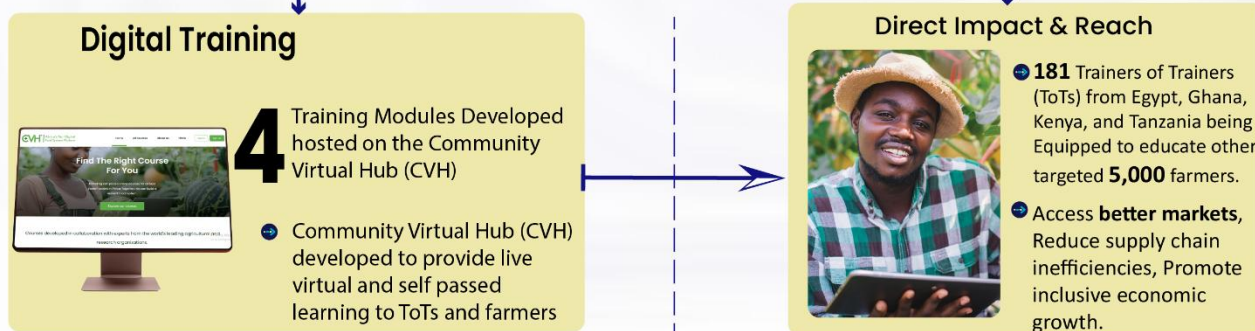 Digital Training
CVH
Find The Right Course
For You
4
Training Modules Developed
hosted on the Community
Virtual Hub (CVH)
Community Virtual Hub (CVH)
developed to provide live
virtual and self passed
learning to ToTs and farmers
Direct Impact & Reach
181 Trainers of Trainers
(ToTs) from Egypt, Ghana,
Kenya, and Tanzania being
Equipped to educate other
targeted 5,000 farmers.
Access better markets,
Reduce supply chain
inefficiencies, Promote
inclusive economic
growth.